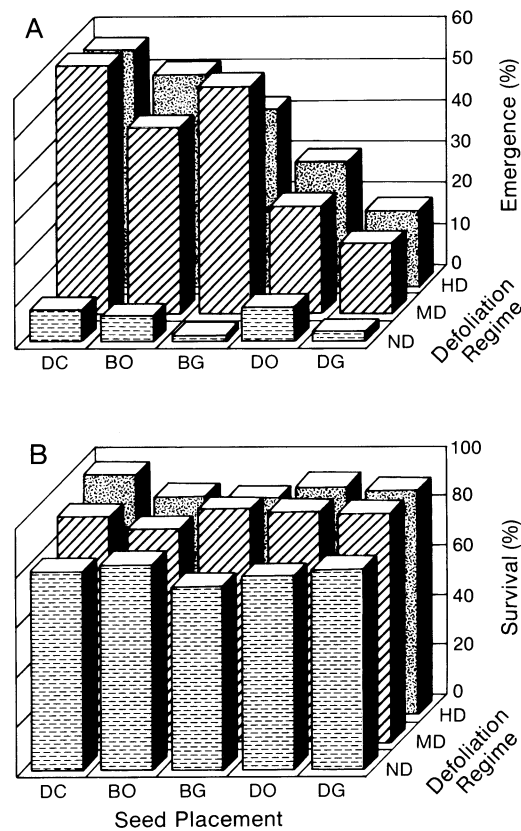 A
60
50
40
30
20
10
0
Emergence (%)
HD
MD
ND
Defoliation
Regime
DC BO BG DO DG
B
100
80
60
40
20
0
Survival (%)
HD
MD
ND
Defoliation
Regime
DC BO BG DO DG
Seed Placement